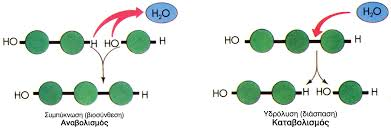 H₂O
HO H HO H
HO H
Συμπύκνωση (βιοσύνθεση)
Αναβολισμός
H₂O
HO H
HO H HO H
Υδρόλυση (διάσπαση)
Καταβολισμός